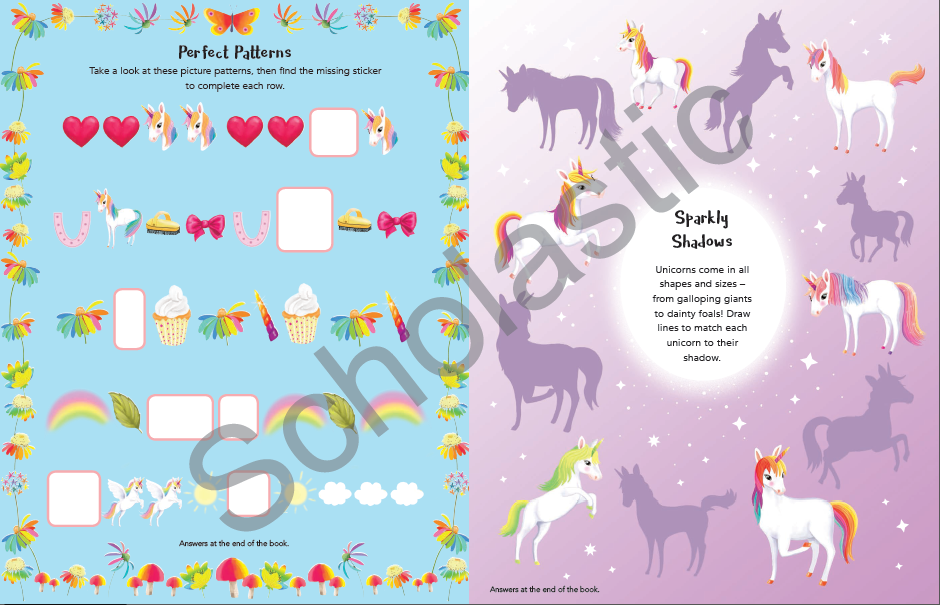 Perfect Patterns
Take a look at these picture patterns, then find the missing sticker
to complete each row.
Answers at the end of the book.
Sparkly
Shadows
Unicorns come in all
shapes and sizes –
from galloping giants
to dainty foals! Draw
lines to match each
unicorn to their
shadow.
Answers at the end of the book.
Scholastic